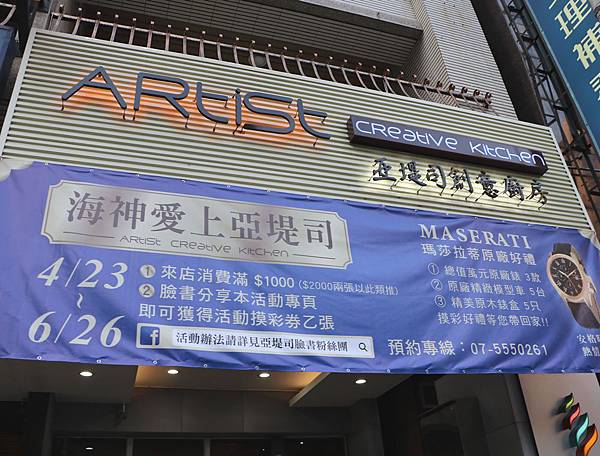 理補
ARtiSt
CReative Kitchen
亞堤司創意廚房
海神愛上亞堤司
ARtiSt CReative KitcHen
4/23
~
6/26
① 來店消費滿 $1000 ($2000兩張以此類推)
② 臉書分享本活動專頁
即可獲得活動摸彩券乙張
f 活動辦法請詳見亞堤司臉書粉絲團
MASERATI
瑪莎拉蒂原廠好禮
① 總值萬元原廠錶 3款
② 原廠精緻模型車 5台
③ 精美原木錶盒 5只
摸彩好禮等您帶回家!!
預約專線：07-5550261